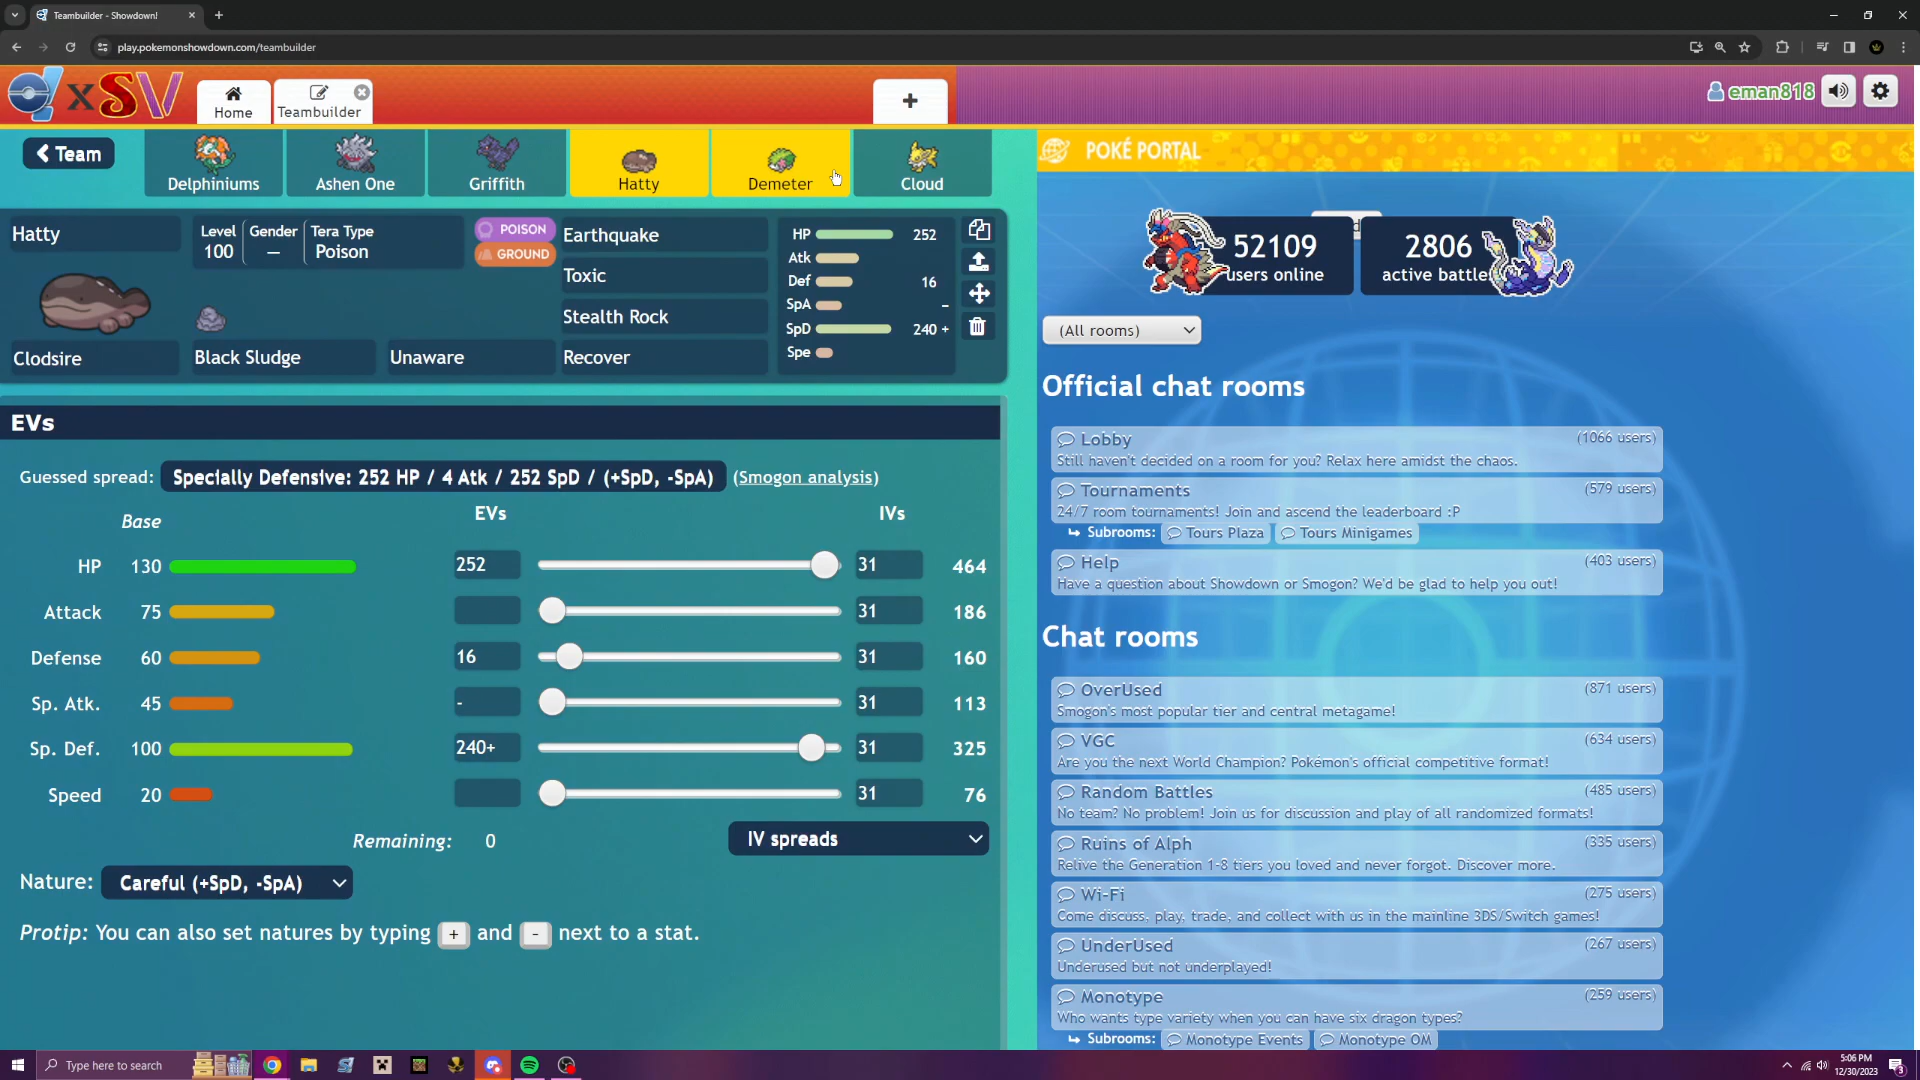 Teambuilder - Showdown!
play.pokemonshowdown.com/teambuilder
x SV
Home
Teambuilder
+
eman818
Team
Delphiniums
Ashen One
Griffith
Hatty
Demeter
Cloud
Hatty
Level Gender Tera Type
100 — Poison
POISON
GROUND
Clodsire
Black Sludge
Unaware
Earthquake
Toxic
Stealth Rock
Recover
HP 252
Atk
Def 16
SpA –
SpD 240 +
Spe
EVs
Guessed spread: Specially Defensive: 252 HP / 4 Atk / 252 SpD / (+SpD, -SpA) (Smogon analysis)
Base EVs IVs
HP 130 252 31 464
Attack 75 31 186
Defense 60 16 31 160
Sp. Atk. 45 - 31 113
Sp. Def. 100 240+ 31 325
Speed 20 31 76
Remaining: 0
IV spreads
Nature: Careful (+SpD, -SpA)
Protip: You can also set natures by typing + and - next to a stat.
POKÉ PORTAL
52109
users online
2806
active battle
(All rooms)
Official chat rooms
Lobby (1066 users)
Still haven't decided on a room for you? Relax here amidst the chaos.
Tournaments (579 users)
24/7 room tournaments! Join and ascend the leaderboard :P
Subrooms: Tours Plaza Tours Minigames
Help (403 users)
Have a question about Showdown or Smogon? We'd be glad to help you out!
Chat rooms
OverUsed (871 users)
Smogon's most popular tier and central metagame!
VGC (634 users)
Are you the next World Champion? Pokémon's official competitive format!
Random Battles (485 users)
No team? No problem! Join us for discussion and play of all randomized formats!
Ruins of Alph (335 users)
Relive the Generation 1-8 tiers you loved and never forgot. Discover more.
Wi-Fi (275 users)
Come discuss, play, trade, and collect with us in the mainline 3DS/Switch games!
UnderUsed (267 users)
Underused but not underplayed!
Monotype (259 users)
Who wants type variety when you can have six dragon types?
Subrooms: Monotype Events Monotype OM
Type here to search
5:06 PM
12/30/2023
3